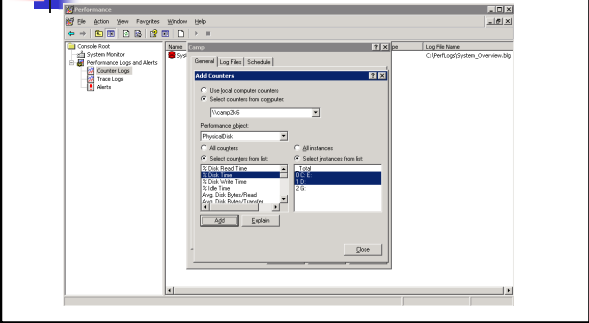 Performance
File Action View Favorites Window Help
Console Root
System Monitor
Performance Logs and Alerts
Counter Logs
Trace Logs
Alerts
Name
Log File Name
C:\PerfLogs\System_Overview.blg
Camp
General Log Files Schedule
Add Counters
Use local computer counters
Select counters from computer:
\\camp2k6
Performance object:
PhysicalDisk
All counters
Select counters from list:
% Disk Read Time
% Disk Time
% Disk Write Time
% Idle Time
Avg. Disk Bytes/Read
Avg. Disk Bytes/Transfer
All instances
Select instances from list:
_Total
0 C: E:
1 D:
2 G:
Add
Explain
Close